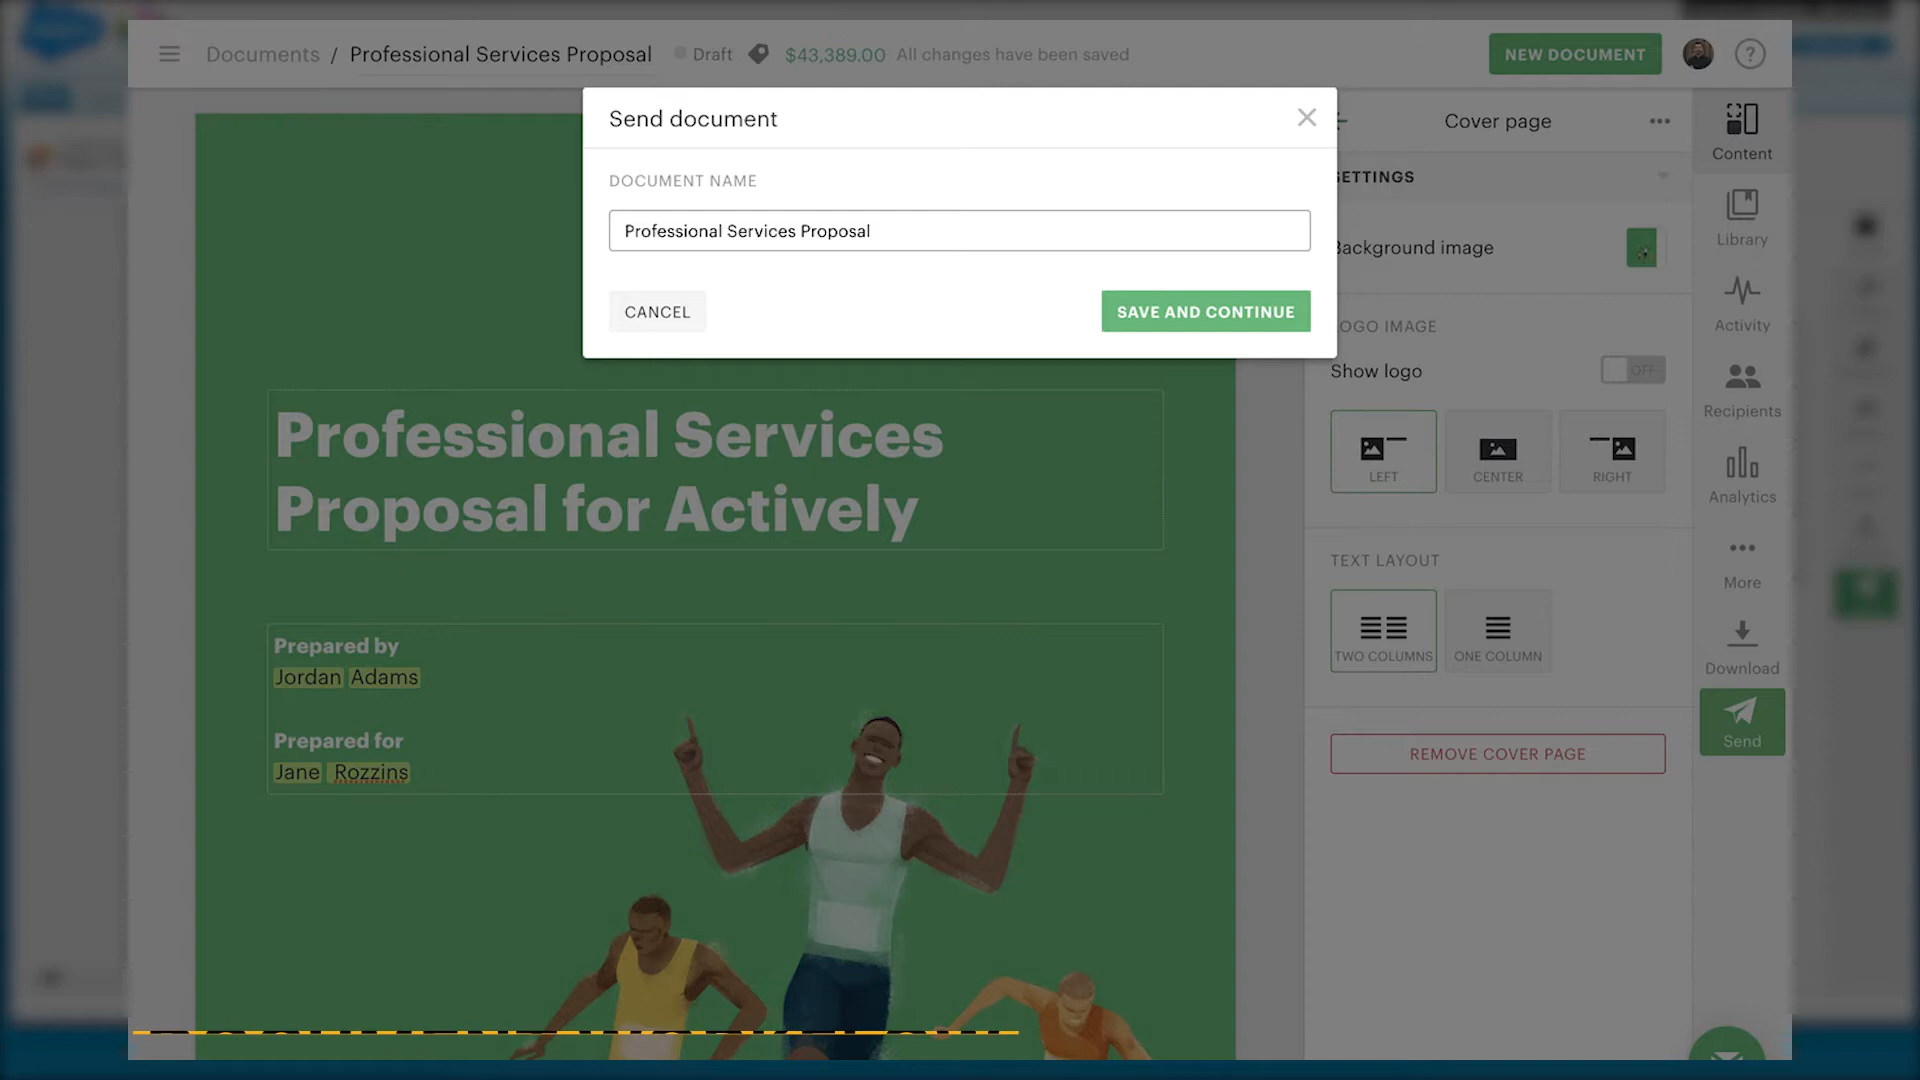 Documents / Professional Services Proposal Draft $43,389.00 All changes have been saved NEW DOCUMENT ?
Send document
DOCUMENT NAME
Professional Services Proposal
CANCEL
SAVE AND CONTINUE
Professional Services
Proposal for Actively
Prepared by
Jordan Adams
Prepared for
Jane Rozzins
Cover page
SETTINGS
Background image
LOGO IMAGE
Show logo
OFF
LEFT
CENTER
RIGHT
TEXT LAYOUT
TWO COLUMNS
ONE COLUMN
REMOVE COVER PAGE
Content
Library
Activity
Recipients
Analytics
More
Download
Send